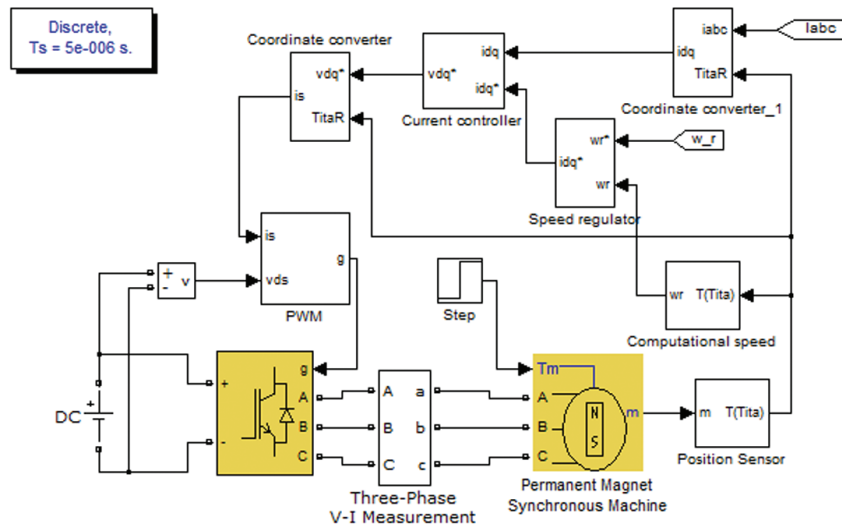 Discrete,
Ts = 5e-006 s.
Coordinate converter
vdq*
is
TitaR
idq
vdq*
idq*
Current controller
iabc
idq
TitaR
Coordinate converter_1
Iabc
wr*
idq*
wr
Speed regulator
w_r
is
g
vds
PWM
+
-
v
Step
wr T(Tita)
Computational speed
DC
+
+
-
g
A
B
C
A a
B b
C c
Three-Phase
V-I Measurement
Tm
A
B
C
N
S
m
Permanent Magnet
Synchronous Machine
m T(Tita)
Position Sensor